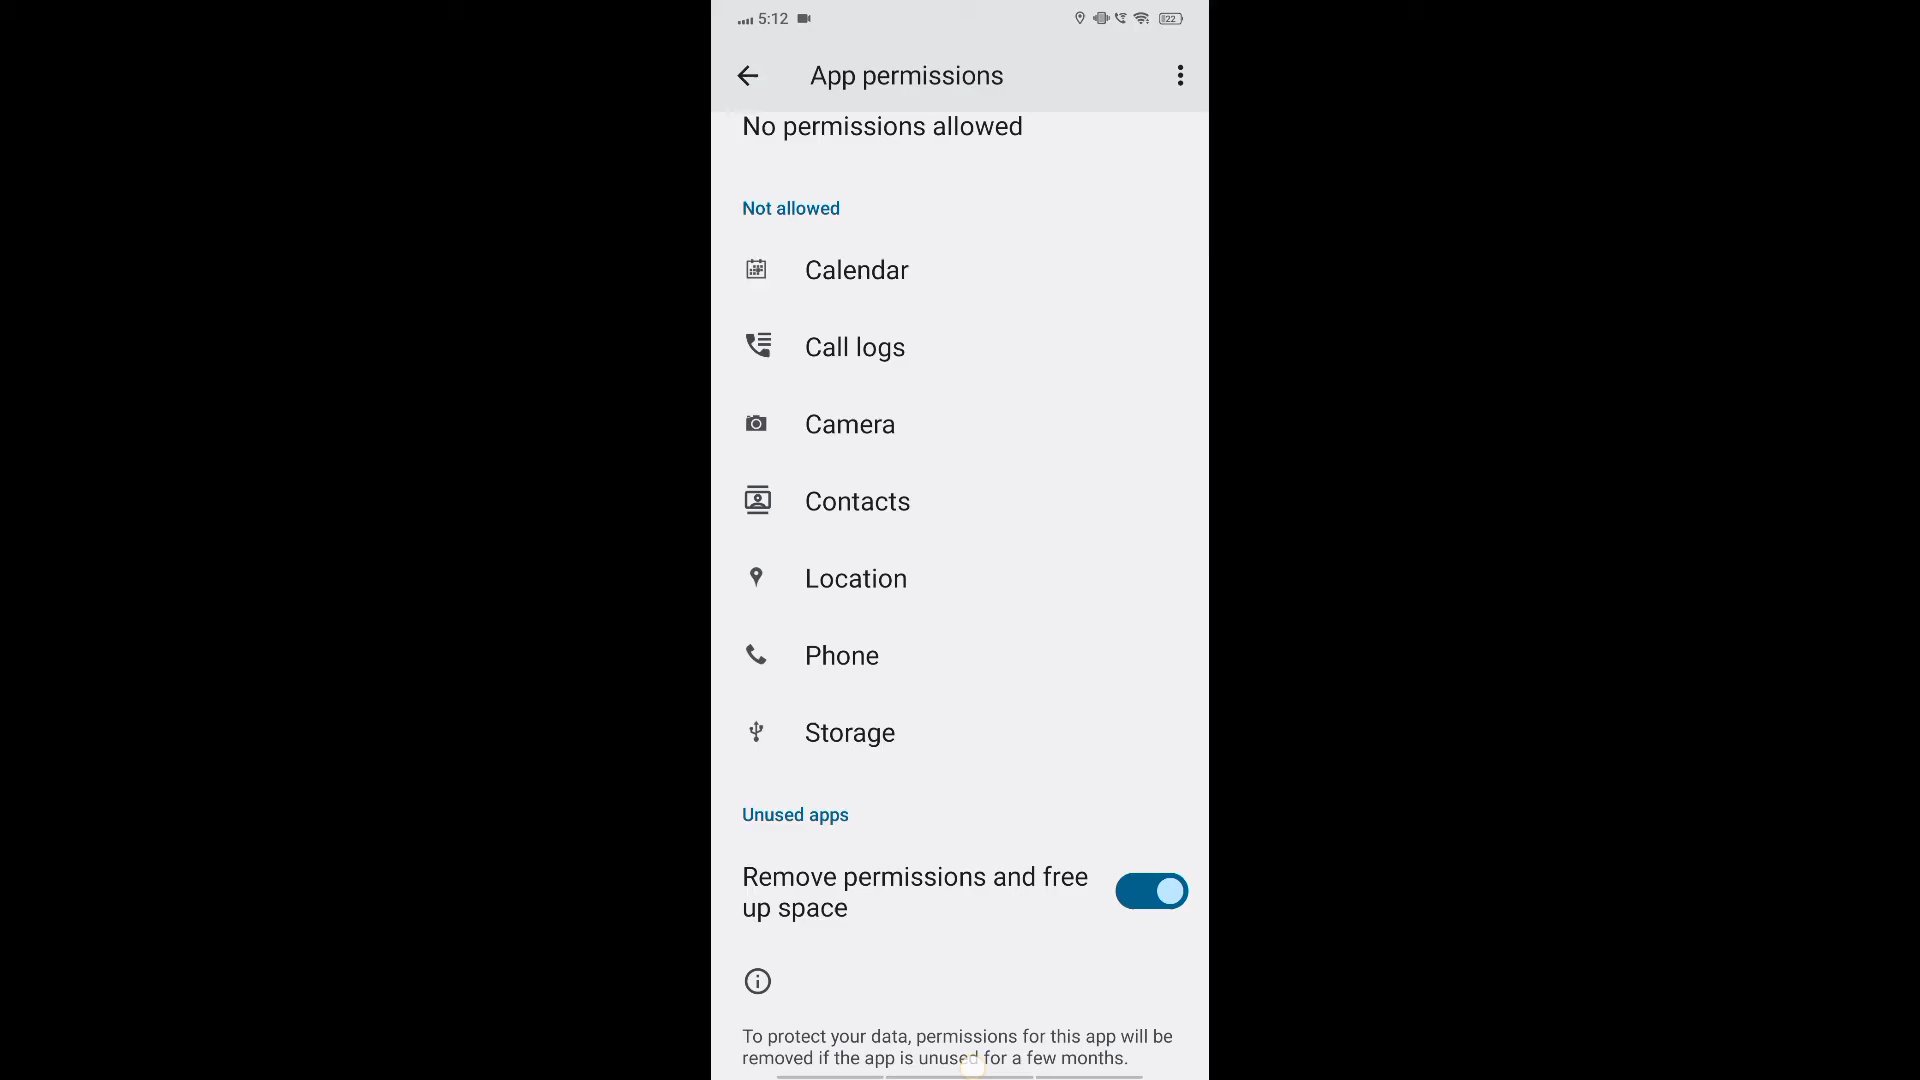 5:12
22
App permissions
No permissions allowed
Not allowed
Calendar
Call logs
Camera
Contacts
Location
Phone
Storage
Unused apps
Remove permissions and free
up space
To protect your data, permissions for this app will be
removed if the app is unused for a few months.